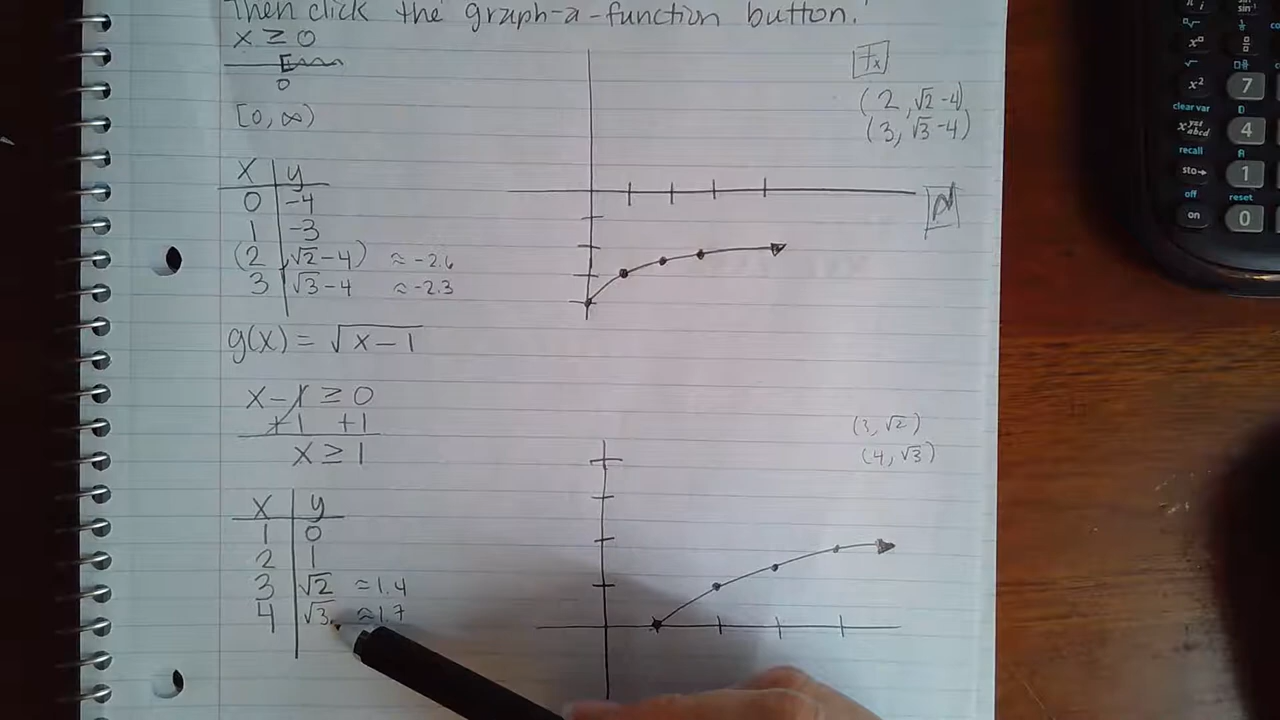 Then click the graph-a-function button."
x ≥ 0
0
[0, ∞)
x y
0 -4
1 -3
(2, √2-4) ≈ -2.6
3 √3-4 ≈ -2.3
fx
(2, √2-4)
(3, √3-4)
g(x) = √x-1
x-1 ≥ 0
+1 +1
x ≥ 1
x y
1 0
2 1
3 √2 ≈ 1.4
4 √3 ≈ 1.7
(3, √2)
(4, √3)
x² 7
clear var
4
recall
sto→ 1
off reset
on 0